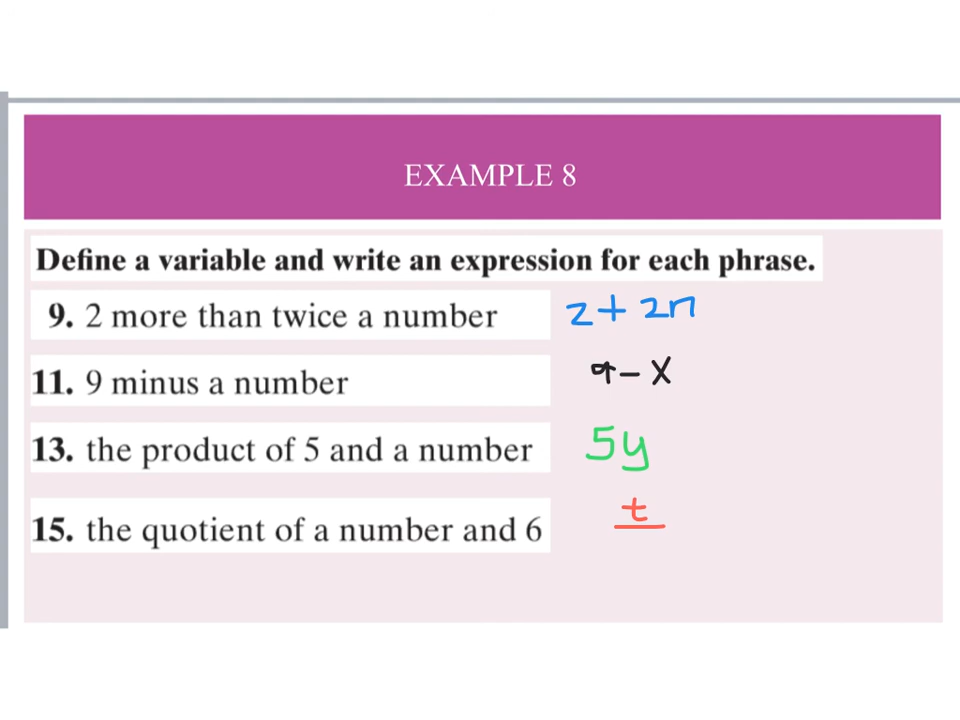 EXAMPLE 8
Define a variable and write an expression for each phrase.
9. 2 more than twice a number 2 + 2n
11. 9 minus a number 9 - x
13. the product of 5 and a number 5y
t
15. the quotient of a number and 6